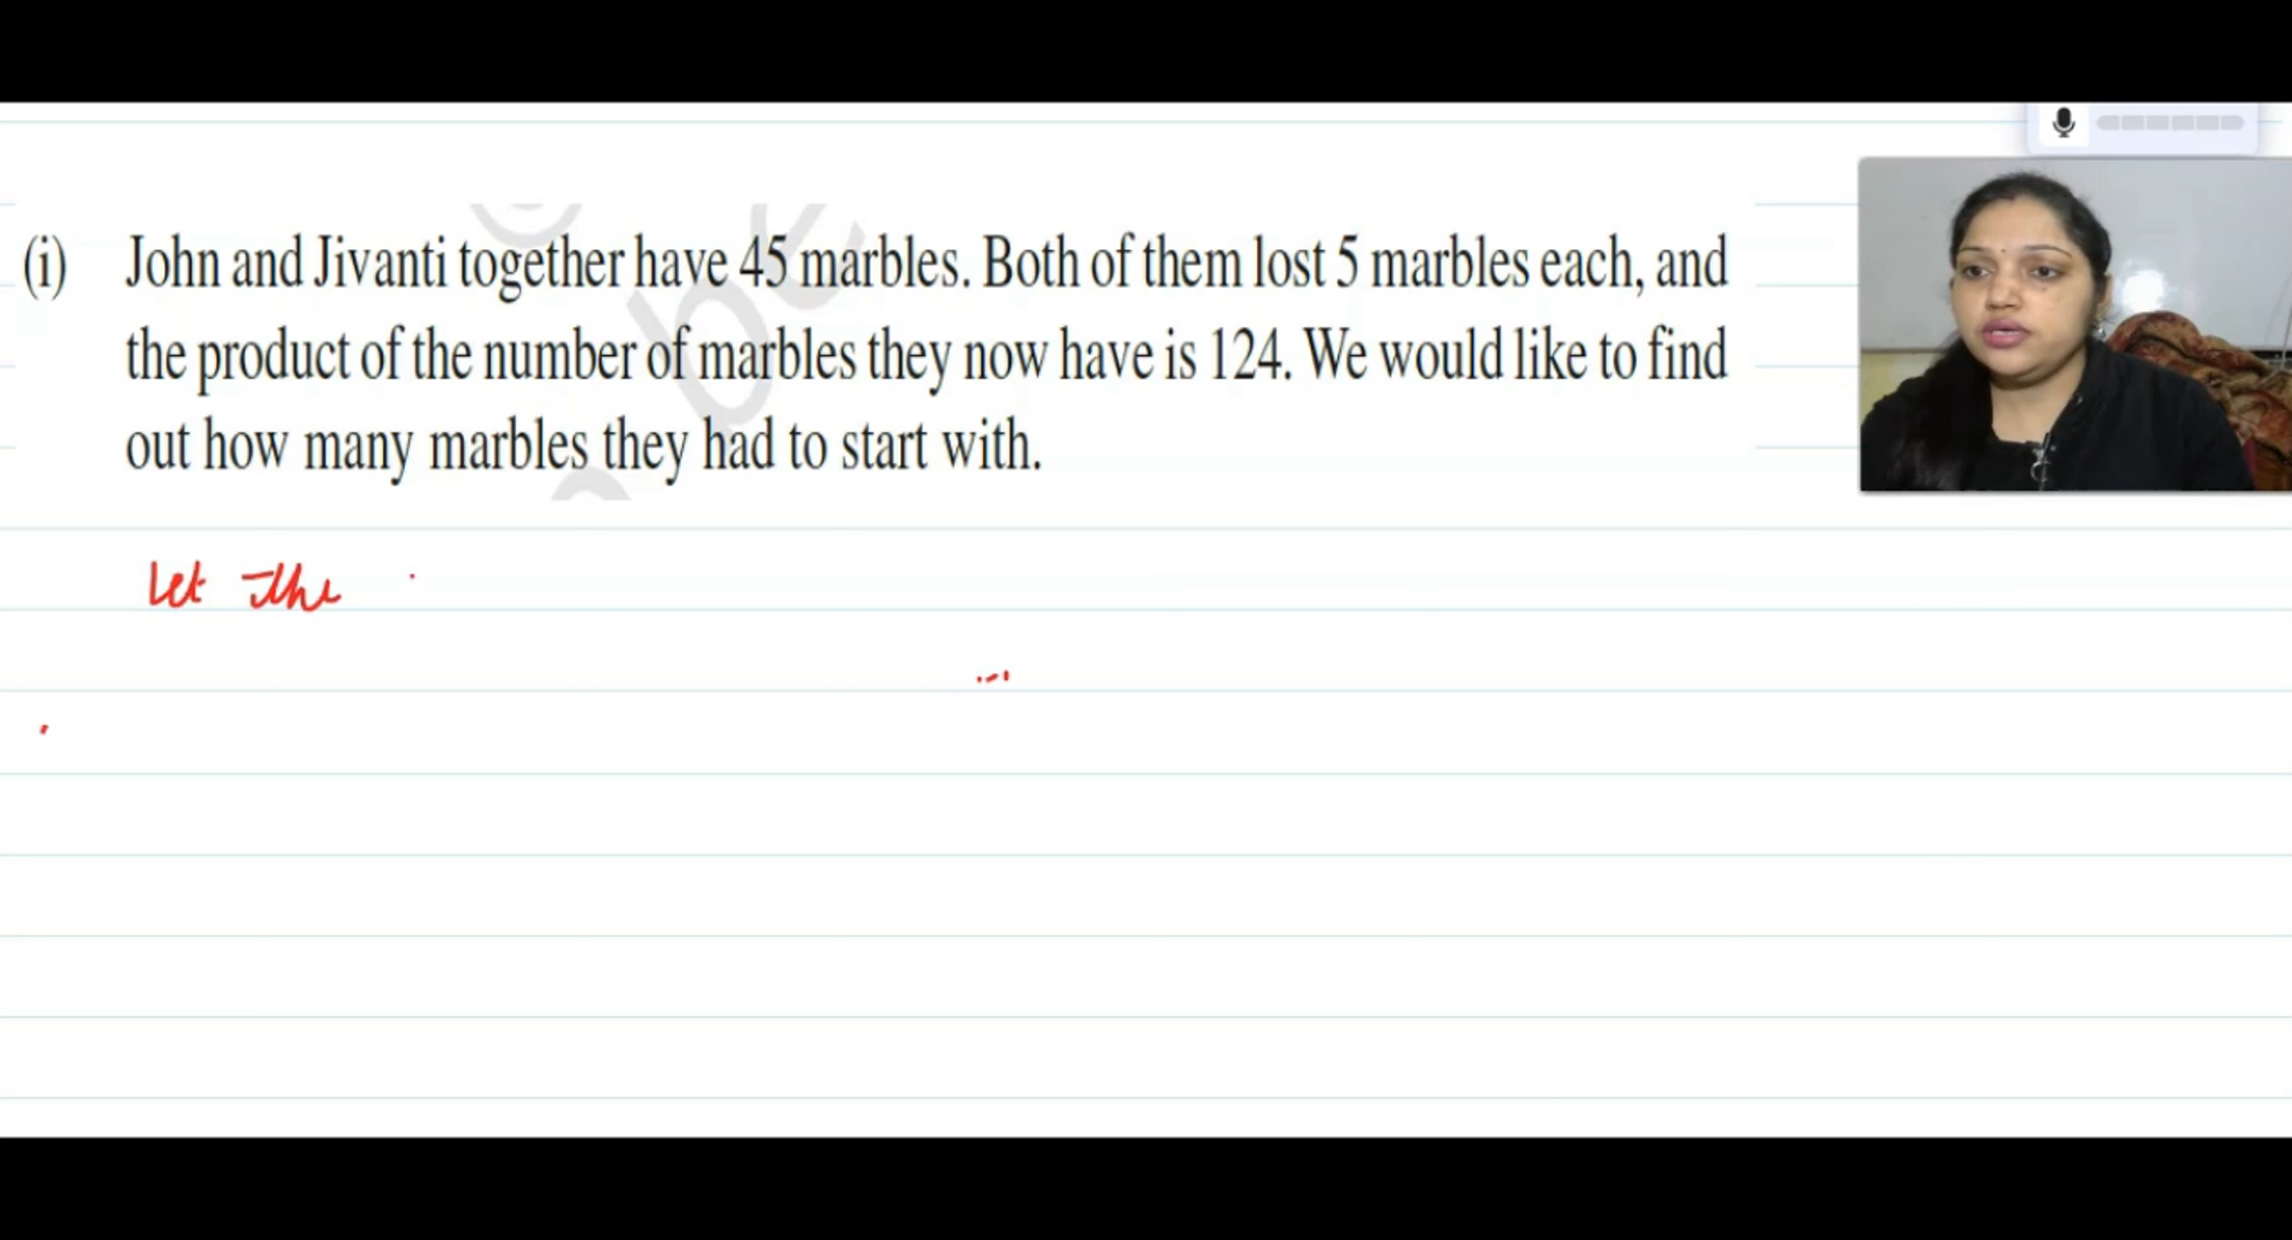 (i) John and Jivanti together have 45 marbles. Both of them lost 5 marbles each, and
the product of the number of marbles they now have is 124. We would like to find
out how many marbles they had to start with.
Let the